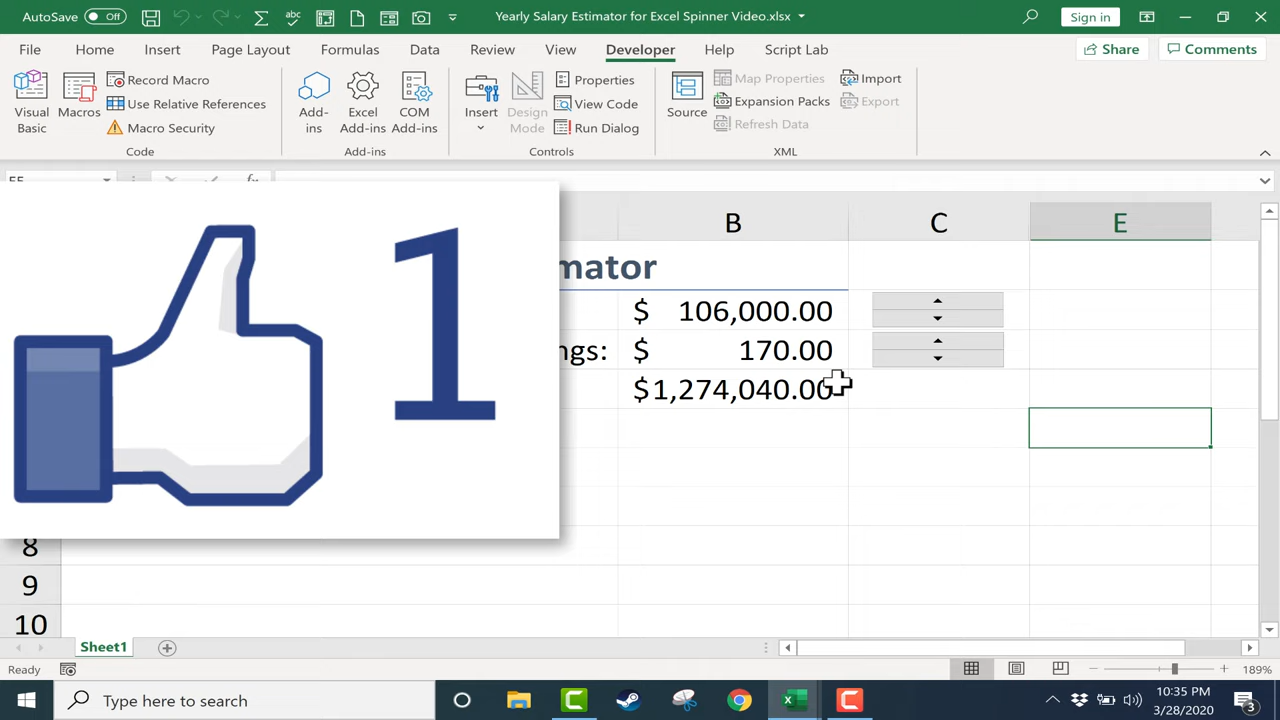 AutoSave Off Yearly Salary Estimator for Excel Spinner Video.xlsx Sign in
File Home Insert Page Layout Formulas Data Review View Developer Help Script Lab Share Comments
Visual Basic
Macros
Record Macro
Use Relative References
Macro Security
Code
Add-ins
Excel Add-ins
COM Add-ins
Add-ins
Insert
Design Mode
Properties
View Code
Run Dialog
Controls
Source
Map Properties
Expansion Packs
Refresh Data
Import
Export
XML
fx
B C E
mator
$ 106,000.00
ngs: $ 170.00
$1,274,040.00
1
8
9
10
Sheet1
Ready 189%
Type here to search
10:35 PM
3/28/2020
3